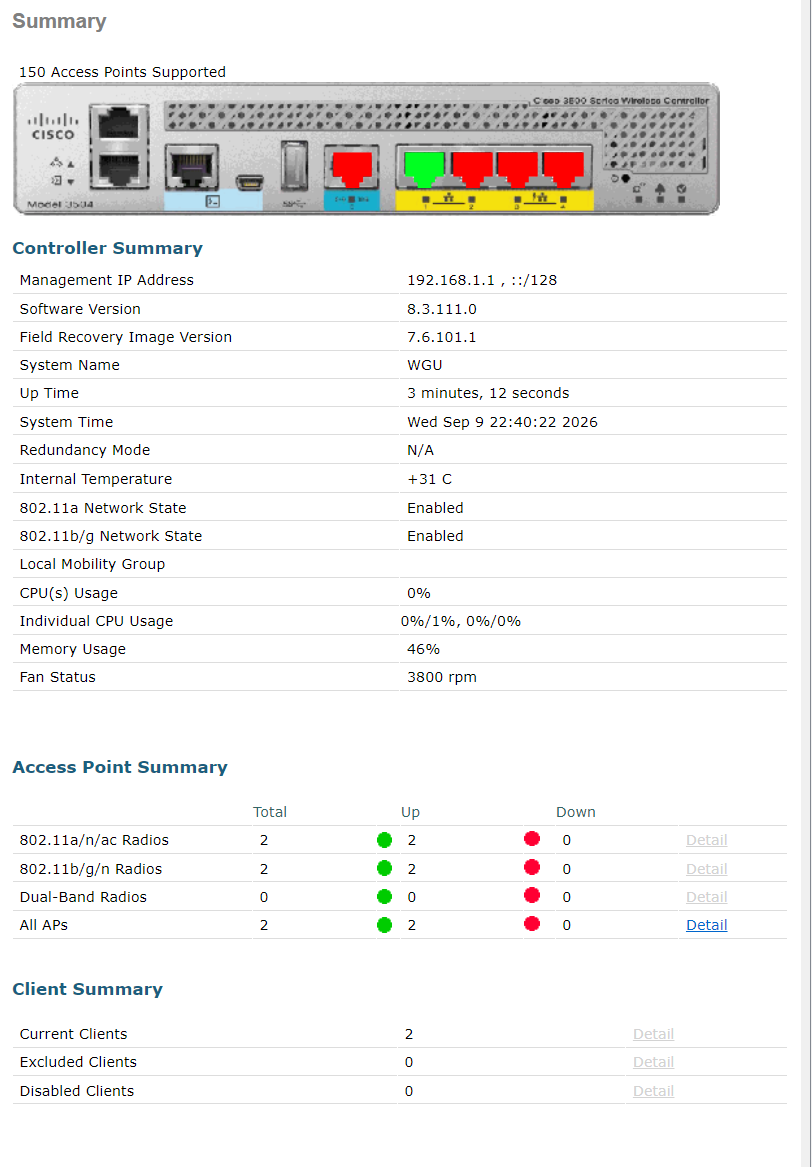 Summary
150 Access Points Supported
Cisco 3500 Series Wireless Controller
CISCO
Model 3504
1 2 3 4
Controller Summary
Management IP Address 192.168.1.1 , ::/128
Software Version 8.3.111.0
Field Recovery Image Version 7.6.101.1
System Name WGU
Up Time 3 minutes, 12 seconds
System Time Wed Sep 9 22:40:22 2026
Redundancy Mode N/A
Internal Temperature +31 C
802.11a Network State Enabled
802.11b/g Network State Enabled
Local Mobility Group
CPU(s) Usage 0%
Individual CPU Usage 0%/1%, 0%/0%
Memory Usage 46%
Fan Status 3800 rpm
Access Point Summary
Total Up Down
802.11a/n/ac Radios 2 2 0 Detail
802.11b/g/n Radios 2 2 0 Detail
Dual-Band Radios 0 0 0 Detail
All APs 2 2 0 Detail
Client Summary
Current Clients 2 Detail
Excluded Clients 0 Detail
Disabled Clients 0 Detail